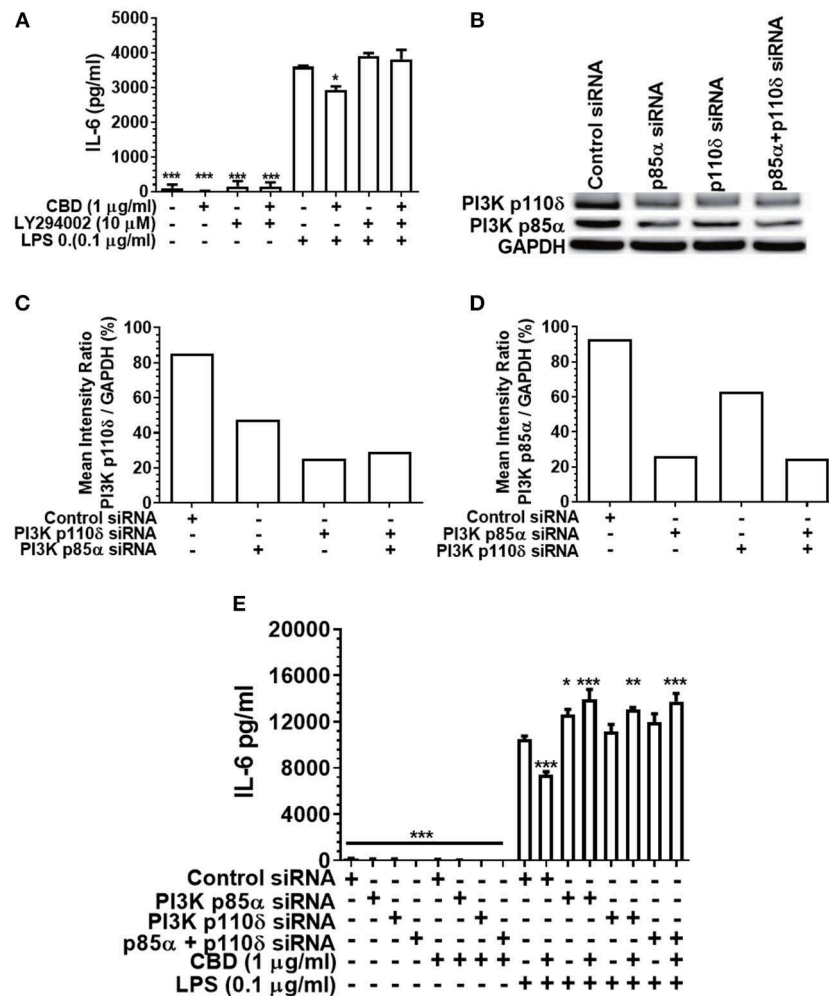 A
IL-6 (pg/ml)
5000
4000
3000
2000
1000
0
*** *** *** *** *
CBD (1 μg/ml) - + - + - + - +
LY294002 (10 μM) - - + + - - + +
LPS 0.(0.1 μg/ml) - - - - + + + +
B
Control siRNA
p85α siRNA
p110δ siRNA
p85α+p110δ siRNA
PI3K p110δ
PI3K p85α
GAPDH
C
Mean Intensity Ratio
PI3K p110δ / GAPDH (%)
100
80
60
40
20
0
Control siRNA + - - -
PI3K p110δ siRNA - - + +
PI3K p85α siRNA - + - +
D
Mean Intensity Ratio
PI3K p85α / GAPDH (%)
100
80
60
40
20
0
Control siRNA + - - -
PI3K p85α siRNA - + - +
PI3K p110δ siRNA - - + +
E
IL-6 pg/ml
20000
16000
12000
8000
4000
0
*** *** * *** ** ***
Control siRNA + - - - + - - - + + - - - - - -
PI3K p85α siRNA - + - - - + - - - - + + - - - -
PI3K p110δ siRNA - - + - - - + - - - - - + + - -
p85α + p110δ siRNA - - - + - - - + - - - - - - + +
CBD (1 μg/ml) - - - - + + + + - + - + - + - +
LPS (0.1 μg/ml) - - - - - - - - + + + + + + + +